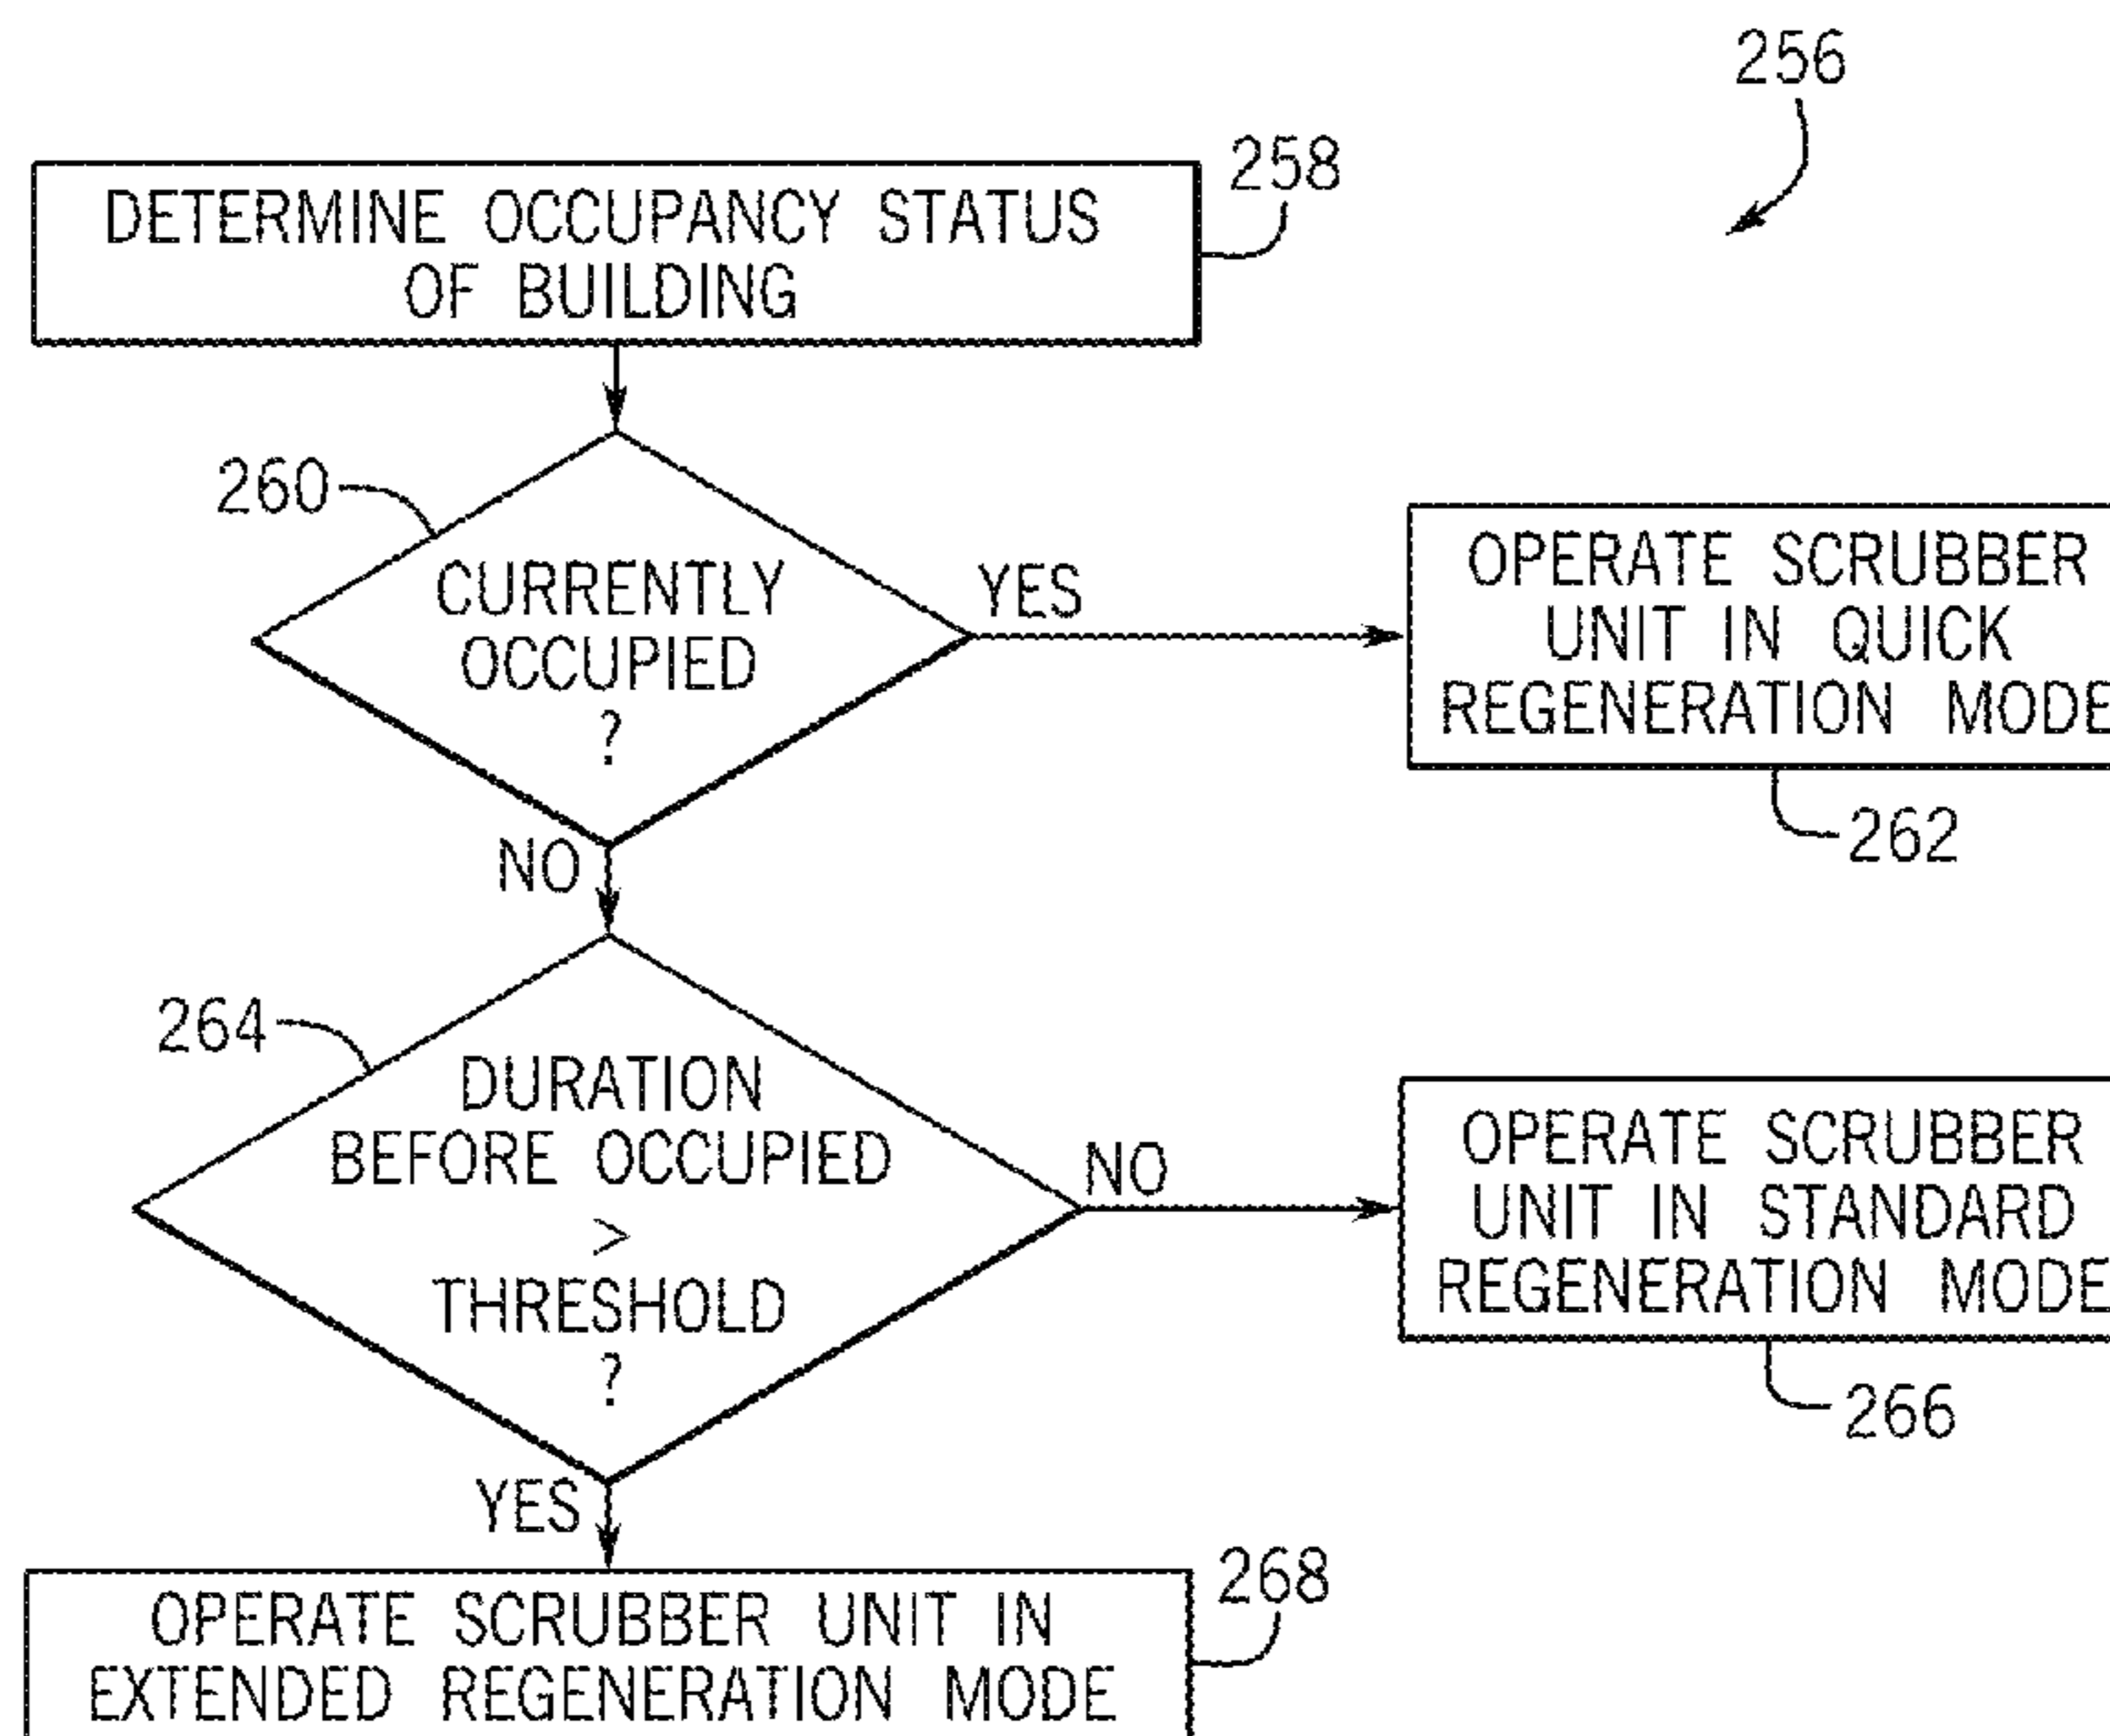 256
DETERMINE OCCUPANCY STATUS
OF BUILDING
258
260
CURRENTLY
OCCUPIED
?
YES
OPERATE SCRUBBER
UNIT IN QUICK
REGENERATION MODE
262
NO
264
DURATION
BEFORE OCCUPIED
>
THRESHOLD
?
NO
OPERATE SCRUBBER
UNIT IN STANDARD
REGENERATION MODE
266
YES
OPERATE SCRUBBER UNIT IN
EXTENDED REGENERATION MODE
268